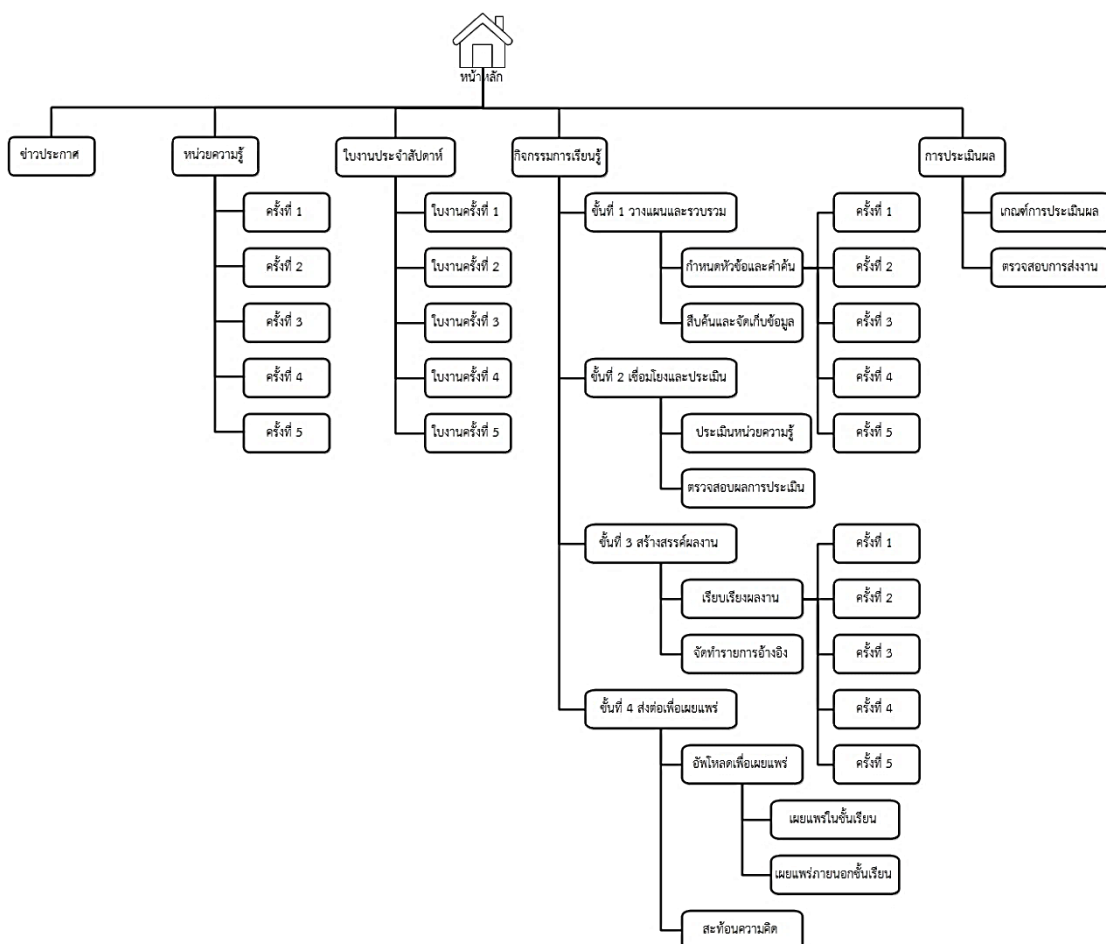 หน้าหลัก
ข่าวประกาศ
หน่วยความรู้
ครั้งที่ 1
ครั้งที่ 2
ครั้งที่ 3
ครั้งที่ 4
ครั้งที่ 5
ใบงานประจำสัปดาห์
ใบงานครั้งที่ 1
ใบงานครั้งที่ 2
ใบงานครั้งที่ 3
ใบงานครั้งที่ 4
ใบงานครั้งที่ 5
กิจกรรมการเรียนรู้
ขั้นที่ 1 วางแผนและรวบรวม
กำหนดหัวข้อและคำค้น
ครั้งที่ 1
ครั้งที่ 2
ครั้งที่ 3
ครั้งที่ 4
ครั้งที่ 5
สืบค้นและจัดเก็บข้อมูล
ขั้นที่ 2 เชื่อมโยงและประเมิน
ประเมินหน่วยความรู้
ตรวจสอบผลการประเมิน
ขั้นที่ 3 สร้างสรรค์ผลงาน
เรียบเรียงผลงาน
ครั้งที่ 1
ครั้งที่ 2
ครั้งที่ 3
ครั้งที่ 4
ครั้งที่ 5
จัดทำรายการอ้างอิง
ขั้นที่ 4 ส่งต่อเพื่อเผยแพร่
อัพโหลดเพื่อเผยแพร่
เผยแพร่ในชั้นเรียน
เผยแพร่ภายนอกชั้นเรียน
สะท้อนความคิด
การประเมินผล
เกณฑ์การประเมินผล
ตรวจสอบการส่งงาน